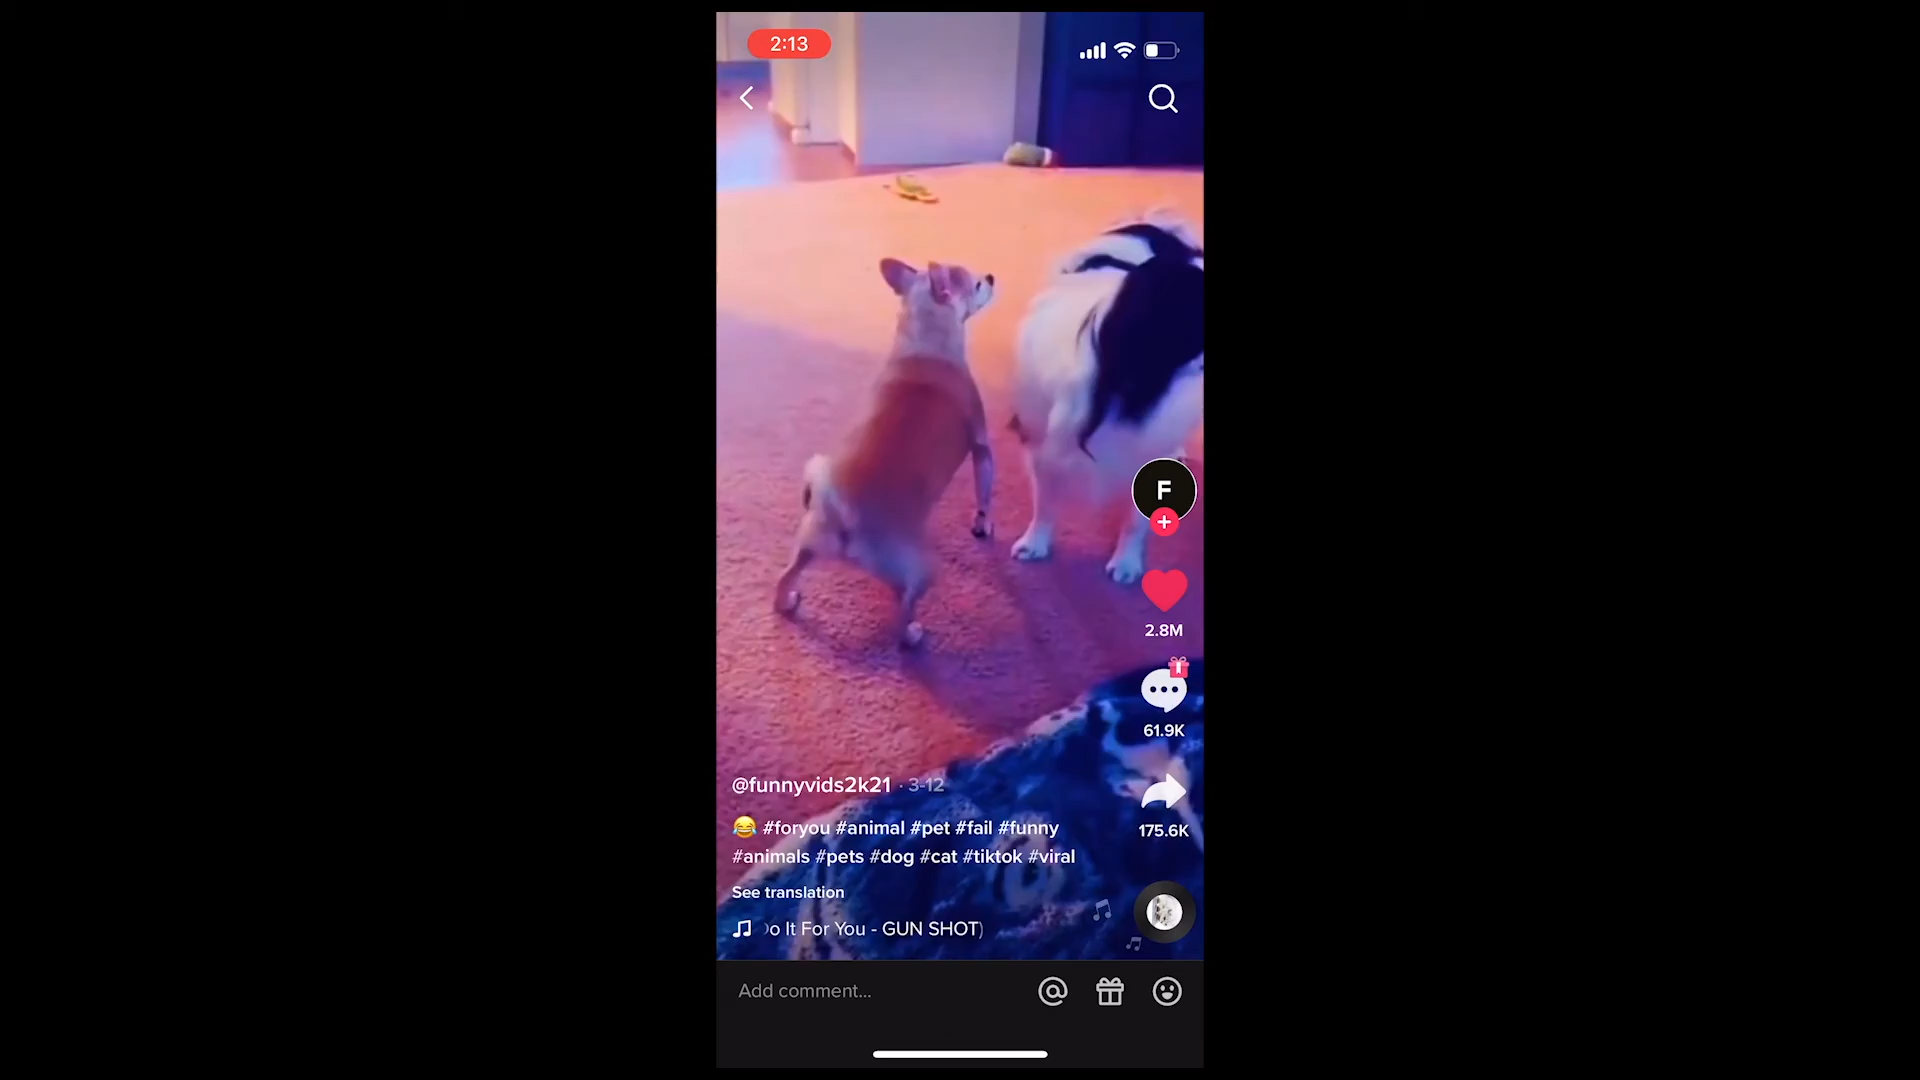 2:13
F
2.8M
61.9K
@funnyvids2k21 · 3-12
175.6K
😂 #foryou #animal #pet #fail #funny
#animals #pets #dog #cat #tiktok #viral
See translation
o It For You - GUN SHOT)
Add comment...